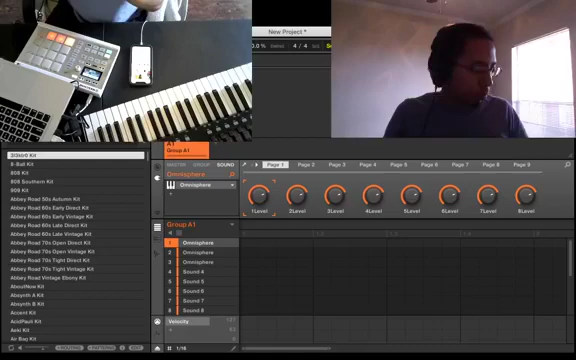 New Project *
4 / 4
A1
Group A1
MASTER GROUP SOUND
Page 1 Page 2 Page 3 Page 4 Page 5 Page 6 Page 7 Page 8 Page 9
Omnisphere
Omnisphere
1Level 2Level 3Level 4Level 5Level 6Level 7Level 8Level
8-Ball Kit
808 Kit
808 Southern Kit
909 Kit
Abbey Road 50s Autumn Kit
Abbey Road 60s Early Direct Kit
Abbey Road 60s Early Vintage Kit
Abbey Road 60s Late Direct Kit
Abbey Road 60s Late Vintage Kit
Abbey Road 70s Open Direct Kit
Abbey Road 70s Open Vintage Kit
Abbey Road 70s Tight Direct Kit
Abbey Road 70s Tight Vintage Kit
Abbey Road Vintage Ebony Kit
AboutNow Kit
Absynth A Kit
Absynth B Kit
Accent Kit
AcidPauli Kit
Aeki Kit
Air Bag Kit
+ROUTING +PATTERNS EDIT
Group A1
1 Omnisphere
2 Omnisphere
3 Omnisphere
4 Sound 4
5 Sound 5
6 Sound 6
7 Sound 7
8 Sound 8
Velocity 127
63
1/16